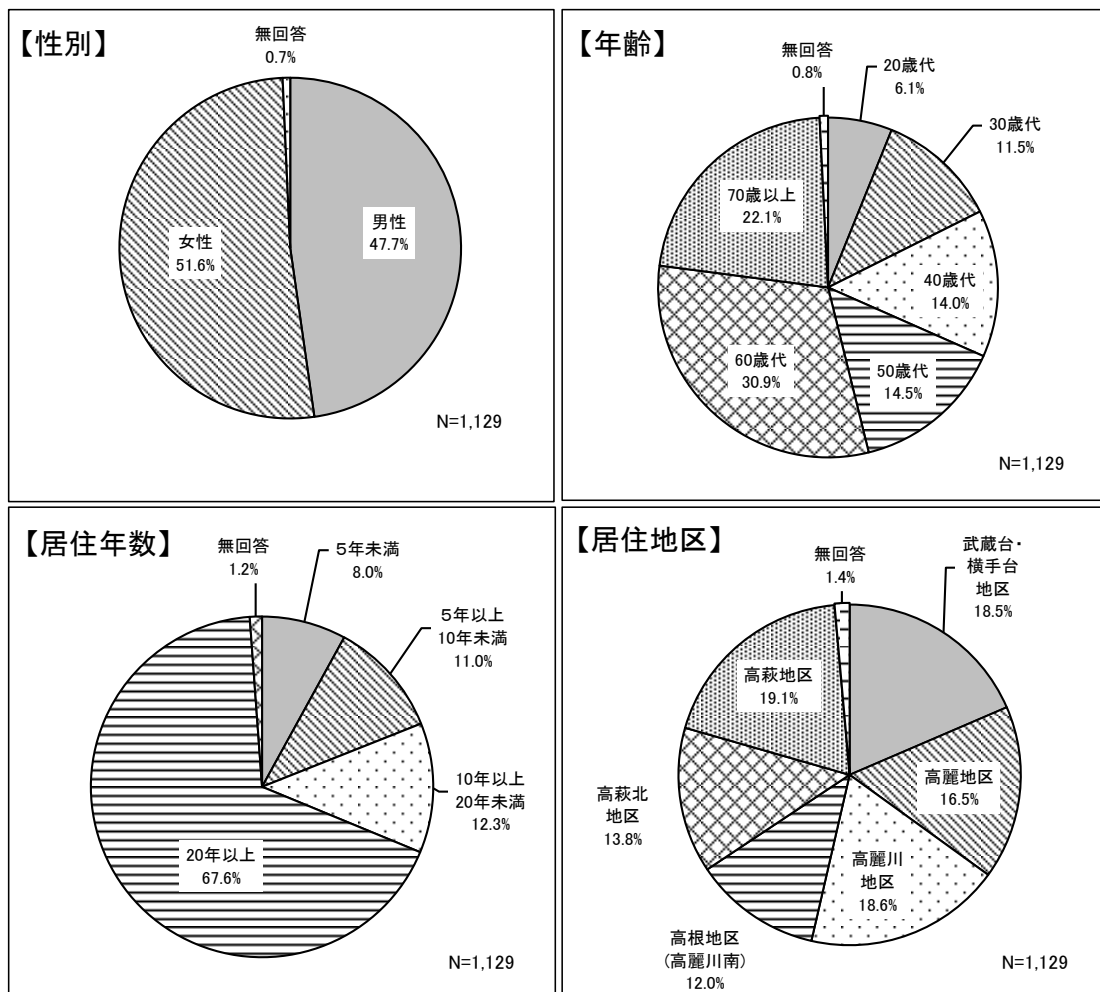 【性別】
無回答
0.7%
男性
47.7%
女性
51.6%
N=1,129
【年齢】
無回答
0.8%
20歳代
6.1%
30歳代
11.5%
40歳代
14.0%
50歳代
14.5%
60歳代
30.9%
70歳以上
22.1%
N=1,129
【居住年数】
無回答
1.2%
５年未満
8.0%
５年以上
10年未満
11.0%
10年以上
20年未満
12.3%
20年以上
67.6%
N=1,129
【居住地区】
無回答
1.4%
武蔵台・
横手台
地区
18.5%
高麗地区
16.5%
高麗川
地区
18.6%
高根地区
(高麗川南)
12.0%
高萩北
地区
13.8%
高萩地区
19.1%
N=1,129